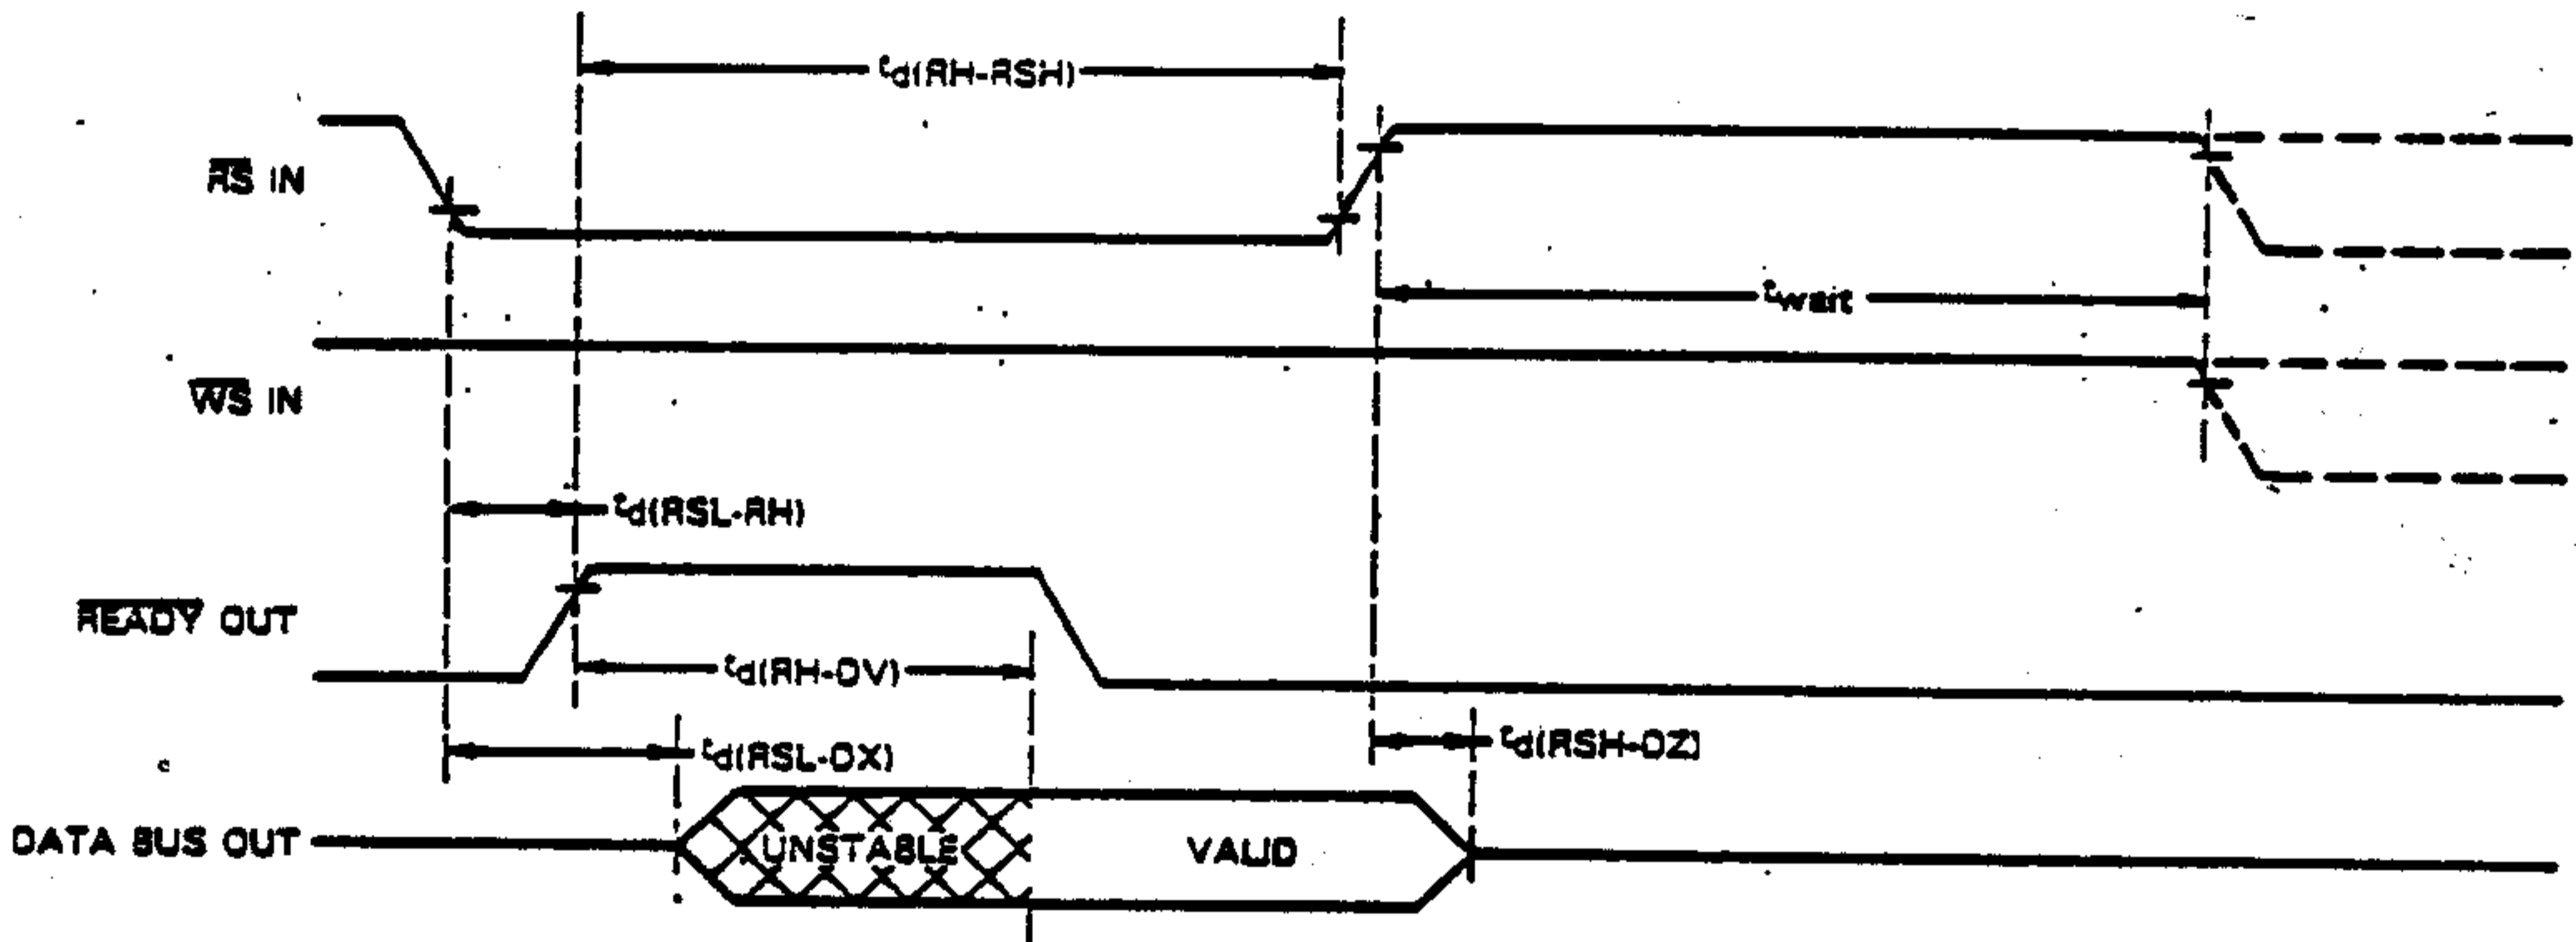 td(RH-RSH)
RS IN
twait
WS IN
td(RSL-RH)
READY OUT
td(RH-DV)
td(RSL-DX)
td(RSH-DZ)
DATA BUS OUT
UNSTABLE
VALID